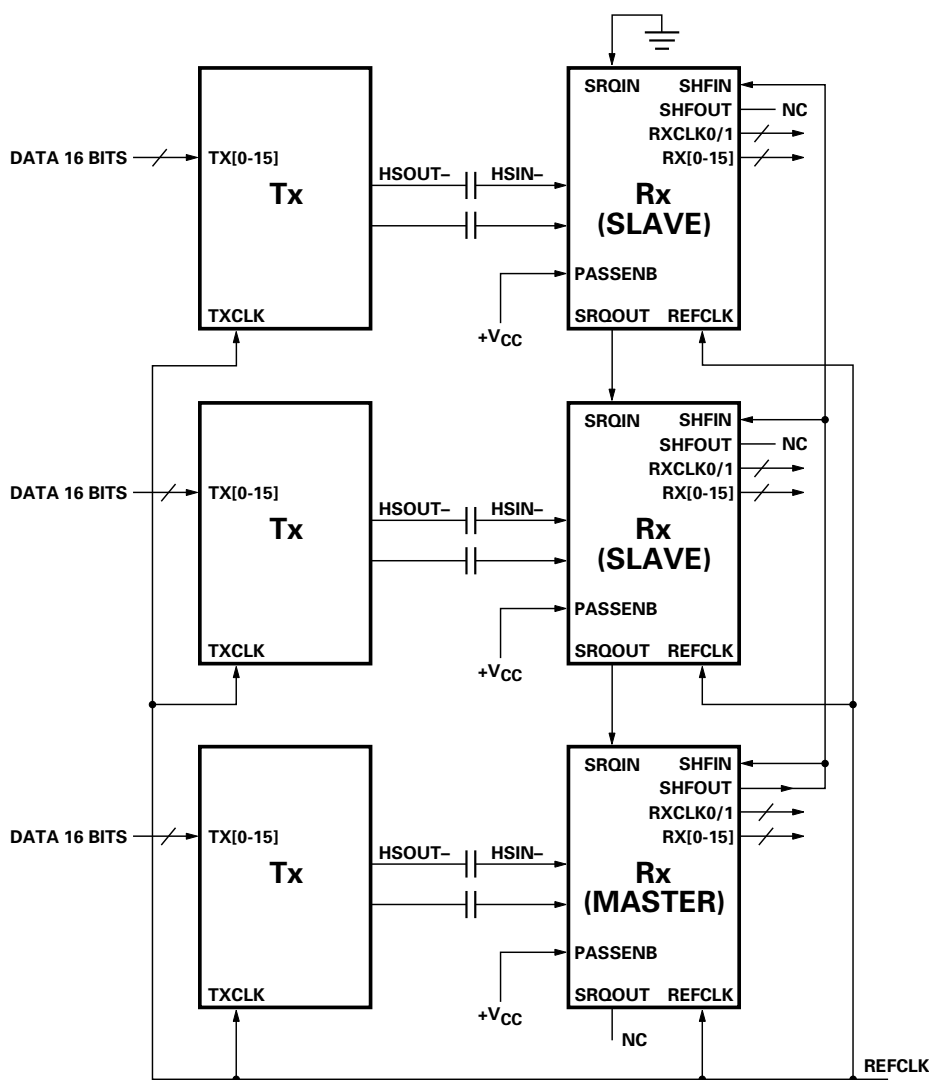 SRQIN SHFIN
SHFOUT NC
RXCLK0/1
DATA 16 BITS TX[0-15] RX[0-15]
HSOUT– HSIN–
Tx Rx
(SLAVE)
PASSENB
TXCLK SRQOUT REFCLK
+VCC
SRQIN SHFIN
SHFOUT NC
RXCLK0/1
DATA 16 BITS TX[0-15] RX[0-15]
HSOUT– HSIN–
Tx Rx
(SLAVE)
PASSENB
TXCLK SRQOUT REFCLK
+VCC
SRQIN SHFIN
SHFOUT
RXCLK0/1
DATA 16 BITS TX[0-15] RX[0-15]
HSOUT– HSIN–
Tx Rx
(MASTER)
PASSENB
TXCLK SRQOUT REFCLK
+VCC
NC
REFCLK